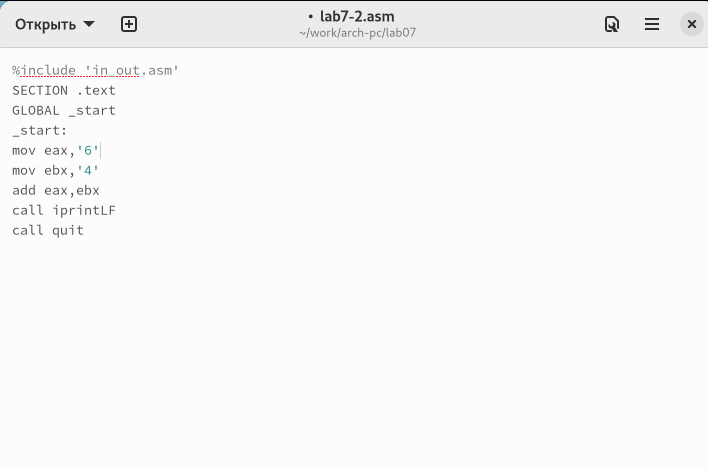 Открыть
• lab7-2.asm
~/work/arch-pc/lab07
%include 'in_out.asm'
SECTION .text
GLOBAL _start
_start:
mov eax,'6'
mov ebx,'4'
add eax,ebx
call iprintLF
call quit